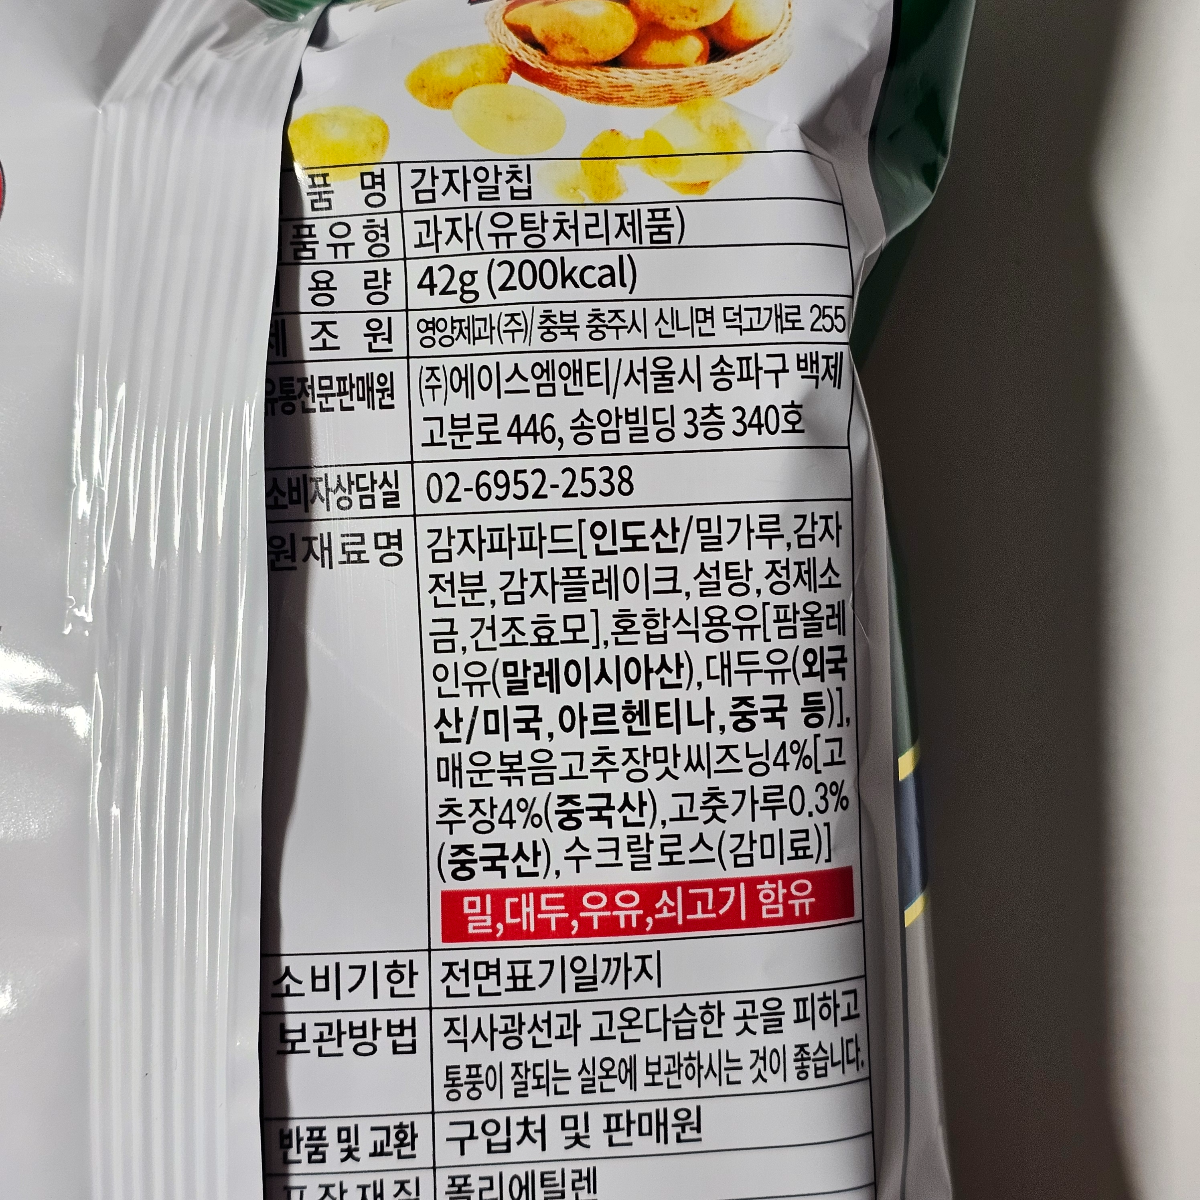 품 명 감자알칩
품유형 과자(유탕처리제품)
용 량 42g (200kcal)
제 조 원 영양제과(주)/충북 충주시 신니면 덕고개로 255
유통전문판매원 (주)에이스엠앤티/서울시 송파구 백제
고분로 446, 송암빌딩 3층 340호
소비자상담실 02-6952-2538
원재료명 감자파파드[인도산/밀가루,감자
전분,감자플레이크,설탕,정제소
금,건조효모],혼합식용유[팜올레
인유(말레이시아산),대두유(외국
산/미국,아르헨티나,중국 등)],
매운볶음고추장맛씨즈닝4%[고
추장4%(중국산),고춧가루0.3%
(중국산),수크랄로스(감미료)]
밀,대두,우유,쇠고기 함유
소비기한 전면표기일까지
보관방법 직사광선과 고온다습한 곳을 피하고
통풍이 잘되는 실온에 보관하시는 것이 좋습니다.
반품 및 교환 구입처 및 판매원
포장재질 폴리에틸렌